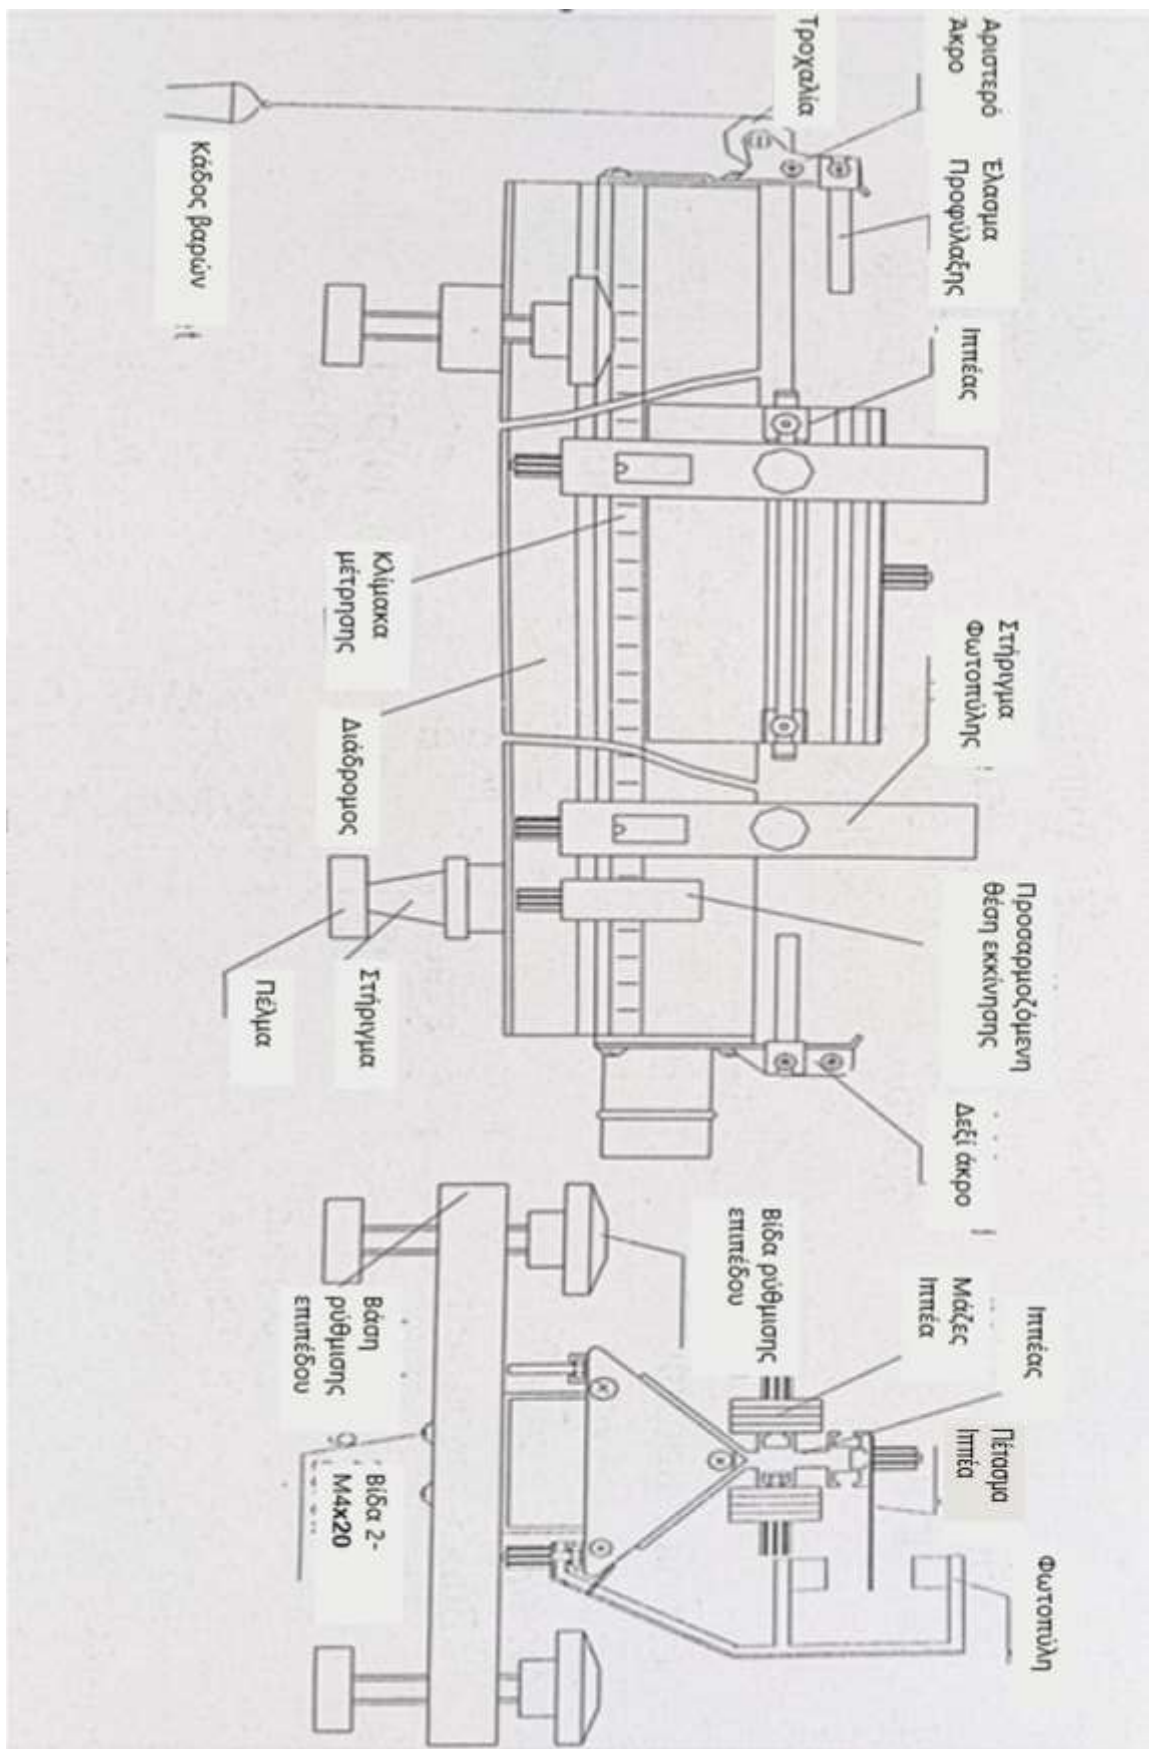 Αριστερό
Άκρο
Τροχαλία
Έλασμα
Προφύλαξης
Ιππέας
Κάδος βαρών
Κλίμακα
μέτρησης
Διάδρομος
Στήριγμα
Φωτοπύλης
Προσαρμοζόμενη
θέση εκκίνησης
Στήριγμα
Πέλμα
Δεξί άκρο
Βίδα ρύθμισης
επιπέδου
Μάζες
Ιππέα
Ιππέας
Πέτασμα
Ιππέα
Φωτοπύλη
Βάση
ρύθμισης
επιπέδου
Βίδα 2-
M4x20